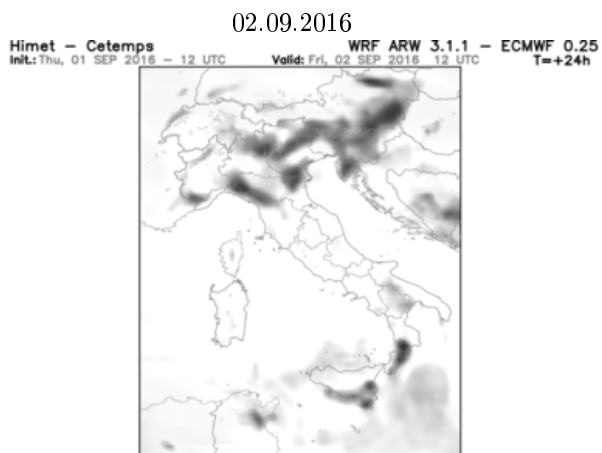 02.09.2016
Himet – Cetemps WRF ARW 3.1.1 – ECMWF 0.25
Init.: Thu, 01 SEP 2016 – 12 UTC Valid: Fri, 02 SEP 2016 12 UTC T=+24h